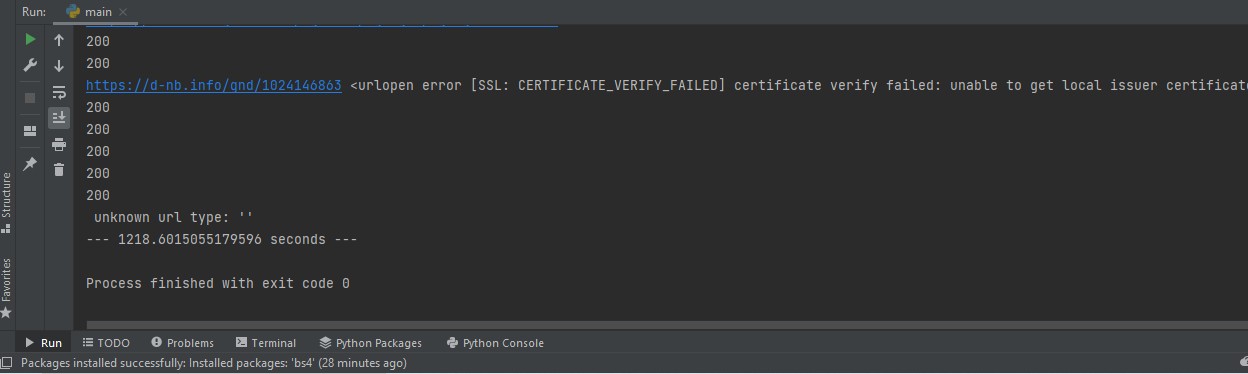 Run: main
200
200
https://d-nb.info/gnd/1024146863 <urlopen error [SSL: CERTIFICATE_VERIFY_FAILED] certificate verify failed: unable to get local issuer certificate
200
200
200
200
200
unknown url type: ''
--- 1218.6015055179596 seconds ---
Process finished with exit code 0
Structure
Favorites
Run TODO Problems Terminal Python Packages Python Console
Packages installed successfully: Installed packages: 'bs4' (28 minutes ago)